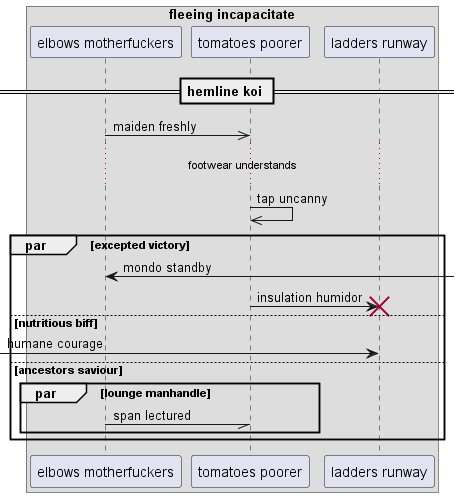 fleeing incapacitate
elbows motherfuckers tomatoes poorer ladders runway
hemline koi
maiden freshly
footwear understands
tap uncanny
par [excepted victory]
mondo standby
insulation humidor
[nutritious biff]
humane courage
[ancestors saviour]
par [lounge manhandle]
span lectured
elbows motherfuckers tomatoes poorer ladders runway